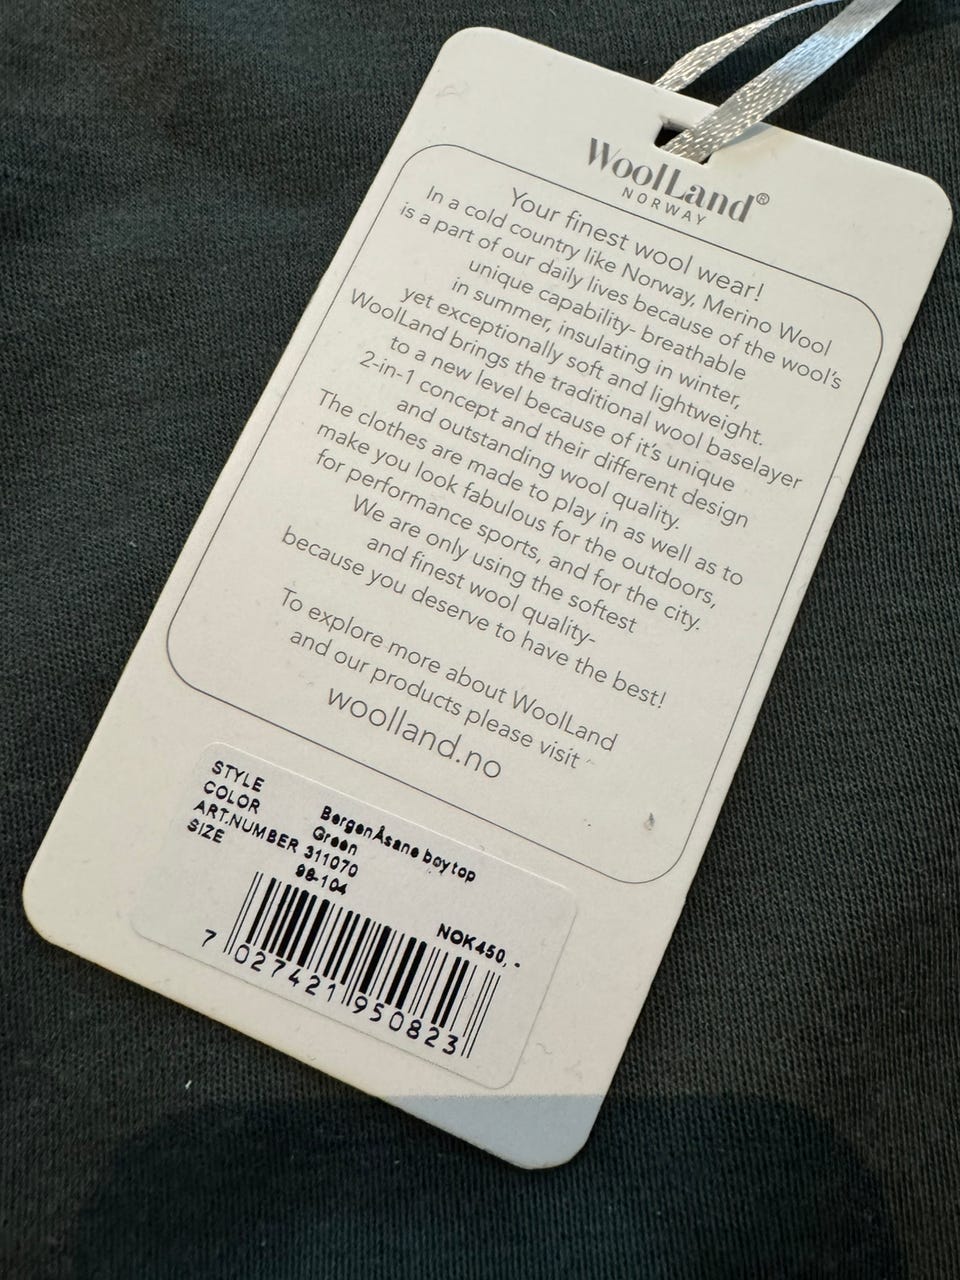 WoolLand®
NORWAY
Your finest wool wear!
In a cold country like Norway, Merino Wool
is a part of our daily lives because of the wool's
unique capability- breathable
in summer, insulating in winter,
yet exceptionally soft and lightweight.
WoolLand brings the traditional wool baselayer
to a new level because of it's unique
2-in-1 concept and their different design
and outstanding wool quality.
The clothes are made to play in as well as to
make you look fabulous for the outdoors,
for performance sports, and for the city.
We are only using the softest
and finest wool quality-
because you deserve to have the best!
To explore more about WoolLand
and our products please visit
woolland.no
STYLE BergenÅsane boy top
COLOR Green
ART.NUMBER 311070
SIZE 98-104
NOK450,-
7 027421 950823